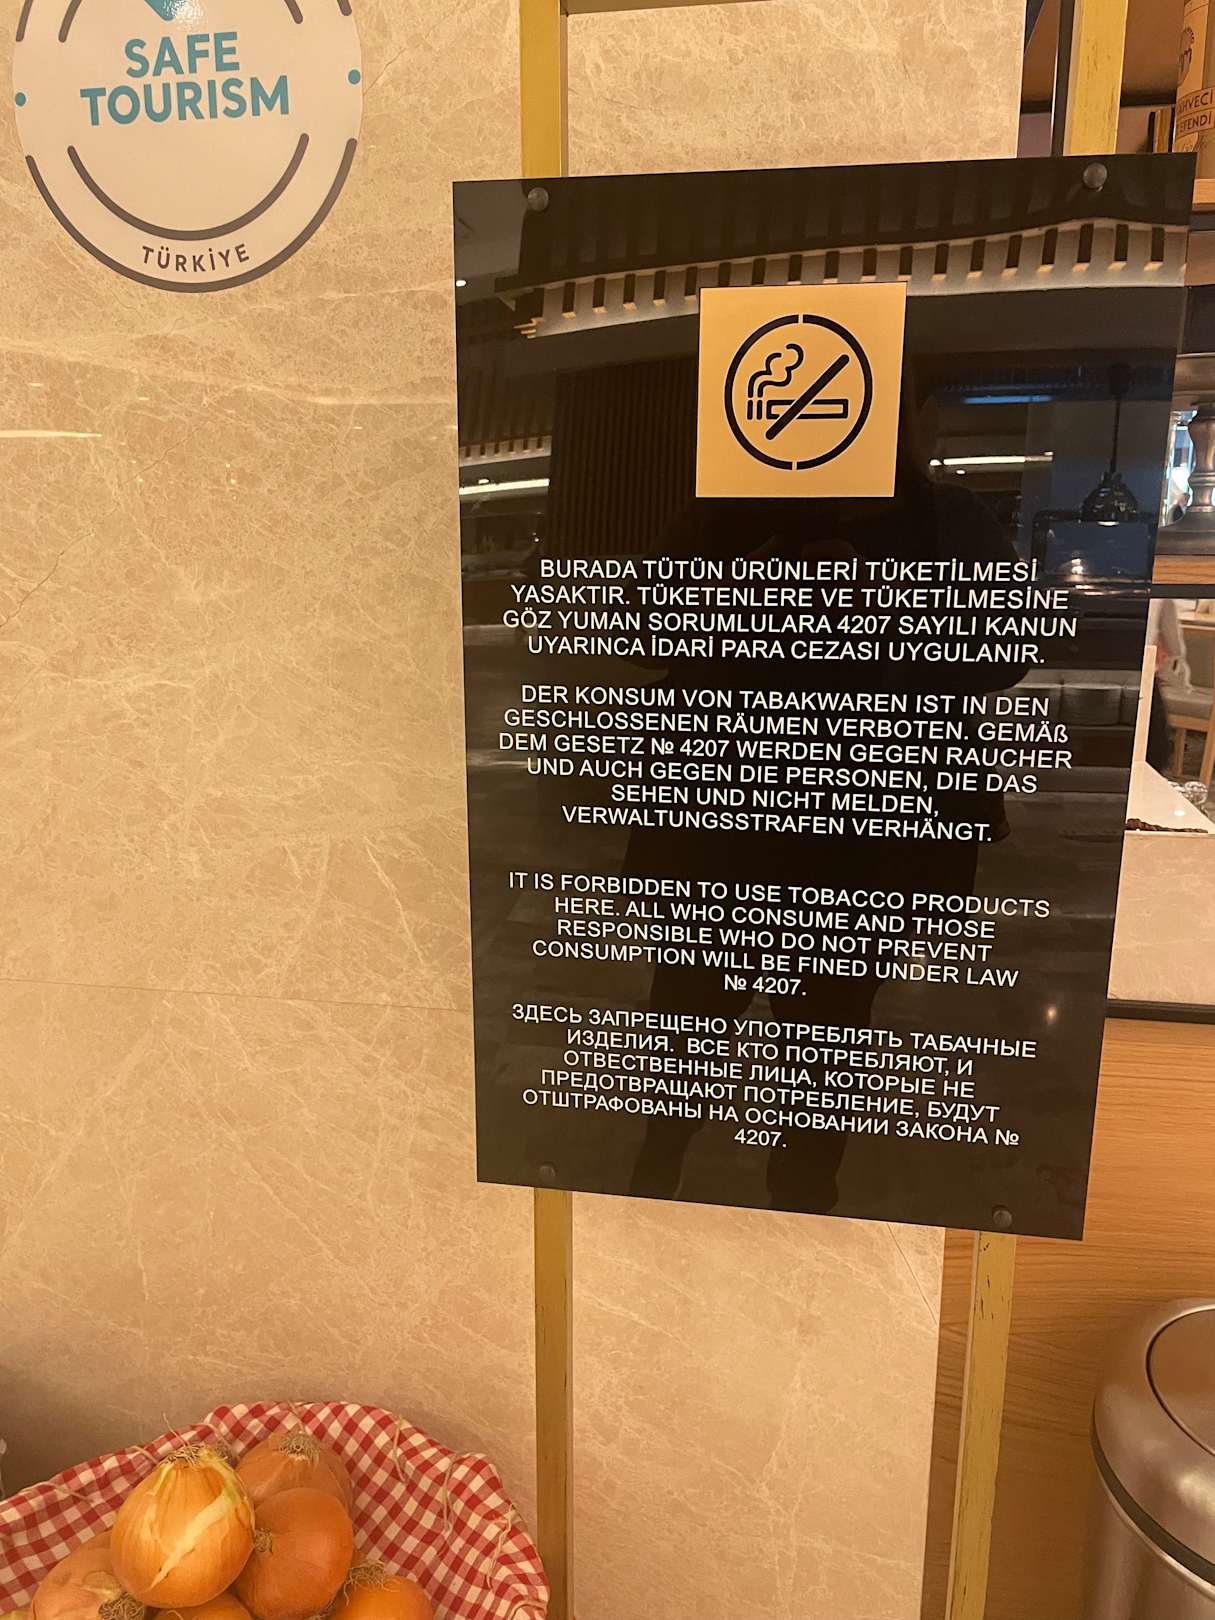 SAFE
TOURISM
TÜRKİYE
AHVECİ
EFENDİ
BURADA TÜTÜN ÜRÜNLERİ TÜKETİLMESİ
YASAKTIR. TÜKETENLERE VE TÜKETİLMESİNE
GÖZ YUMAN SORUMLULARA 4207 SAYILI KANUN
UYARINCA İDARİ PARA CEZASI UYGULANIR.
DER KONSUM VON TABAKWAREN IST IN DEN
GESCHLOSSENEN RÄUMEN VERBOTEN. GEMÄß
DEM GESETZ № 4207 WERDEN GEGEN RAUCHER
UND AUCH GEGEN DIE PERSONEN, DIE DAS
SEHEN UND NICHT MELDEN,
VERWALTUNGSSTRAFEN VERHÄNGT.
IT IS FORBIDDEN TO USE TOBACCO PRODUCTS
HERE. ALL WHO CONSUME AND THOSE
RESPONSIBLE WHO DO NOT PREVENT
CONSUMPTION WILL BE FINED UNDER LAW
№ 4207.
ЗДЕСЬ ЗАПРЕЩЕНО УПОТРЕБЛЯТЬ ТАБАЧНЫЕ
ИЗДЕЛИЯ. ВСЕ КТО ПОТРЕБЛЯЮТ, И
ОТВЕСТВЕННЫЕ ЛИЦА, КОТОРЫЕ НЕ
ПРЕДОТВРАЩАЮТ ПОТРЕБЛЕНИЕ, БУДУТ
ОТШТРАФОВАНЫ НА ОСНОВАНИИ ЗАКОНА №
4207.